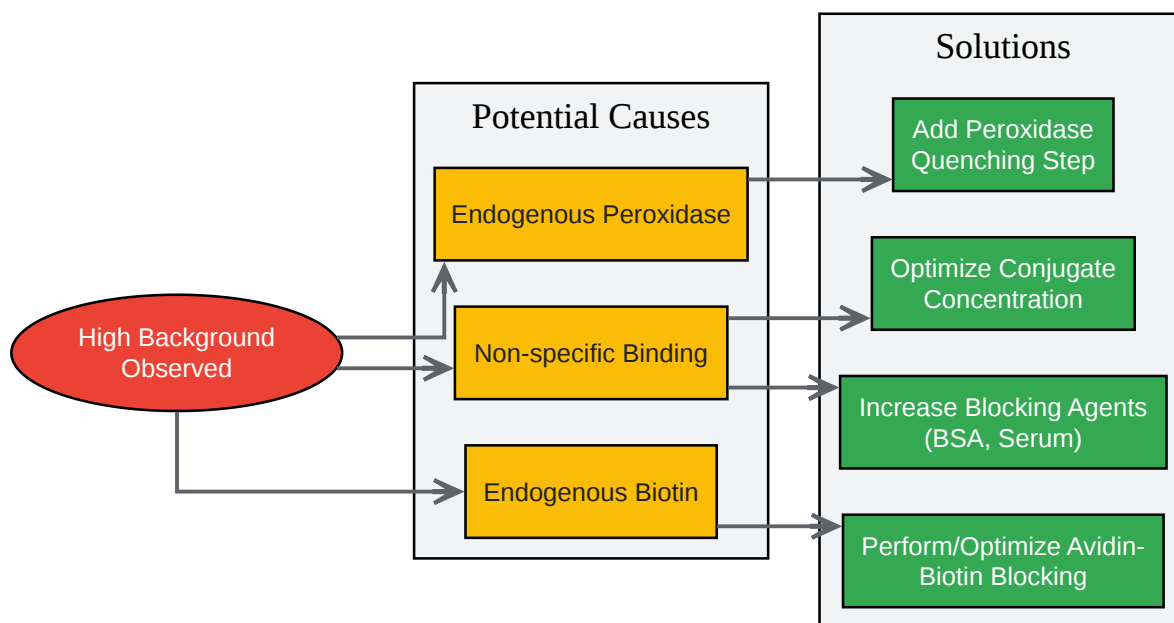 High Background
Observed
Potential Causes
Endogenous Peroxidase
Non-specific Binding
Endogenous Biotin
Solutions
Add Peroxidase
Quenching Step
Optimize Conjugate
Concentration
Increase Blocking Agents
(BSA, Serum)
Perform/Optimize Avidin-
Biotin Blocking